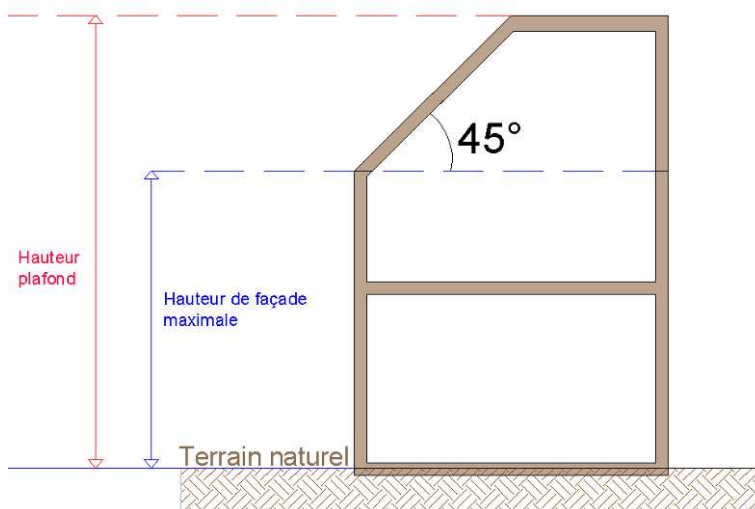 45°
Hauteur
plafond
Hauteur de façade
maximale
Terrain naturel